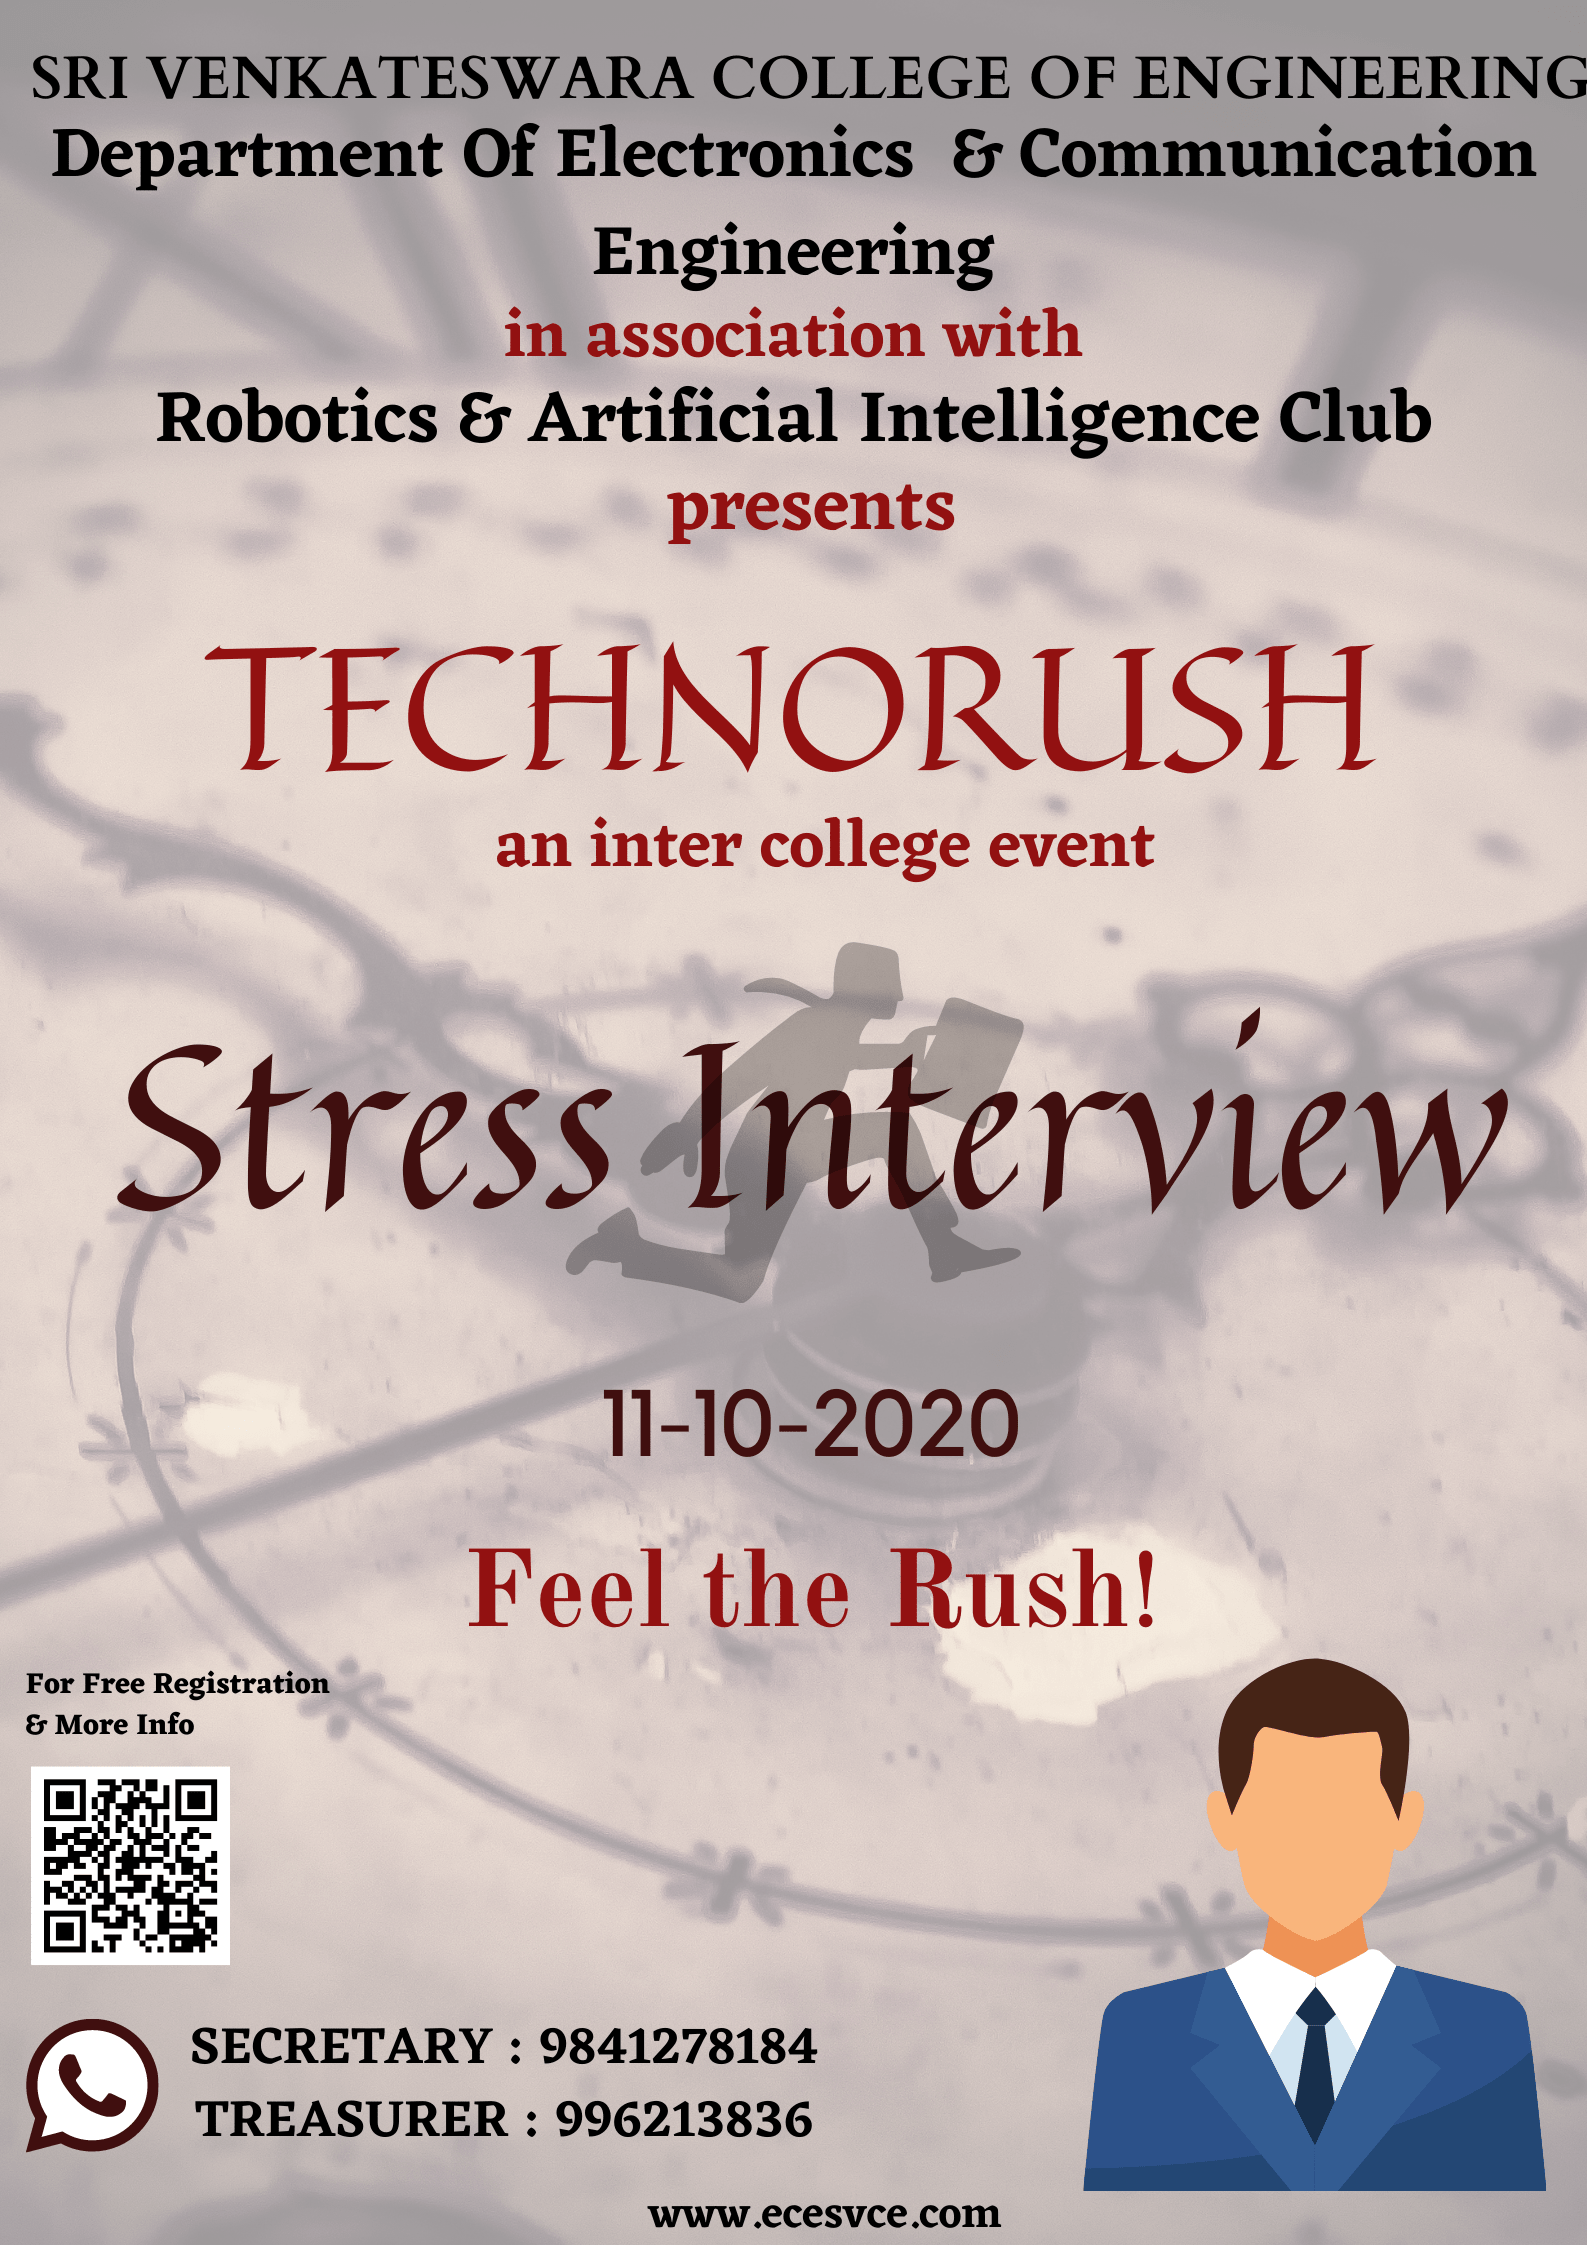 SRI VENKATESWARA COLLEGE OF ENGINEERING
Department Of Electronics & Communication
Engineering
in association with
Robotics & Artificial Intelligence Club
presents
TECHNORUSH
an inter college event
Stress Interview
11-10-2020
Feel the Rush!
For Free Registration
& More Info
SECRETARY : 9841278184
TREASURER : 996213836
www.ecesvce.com